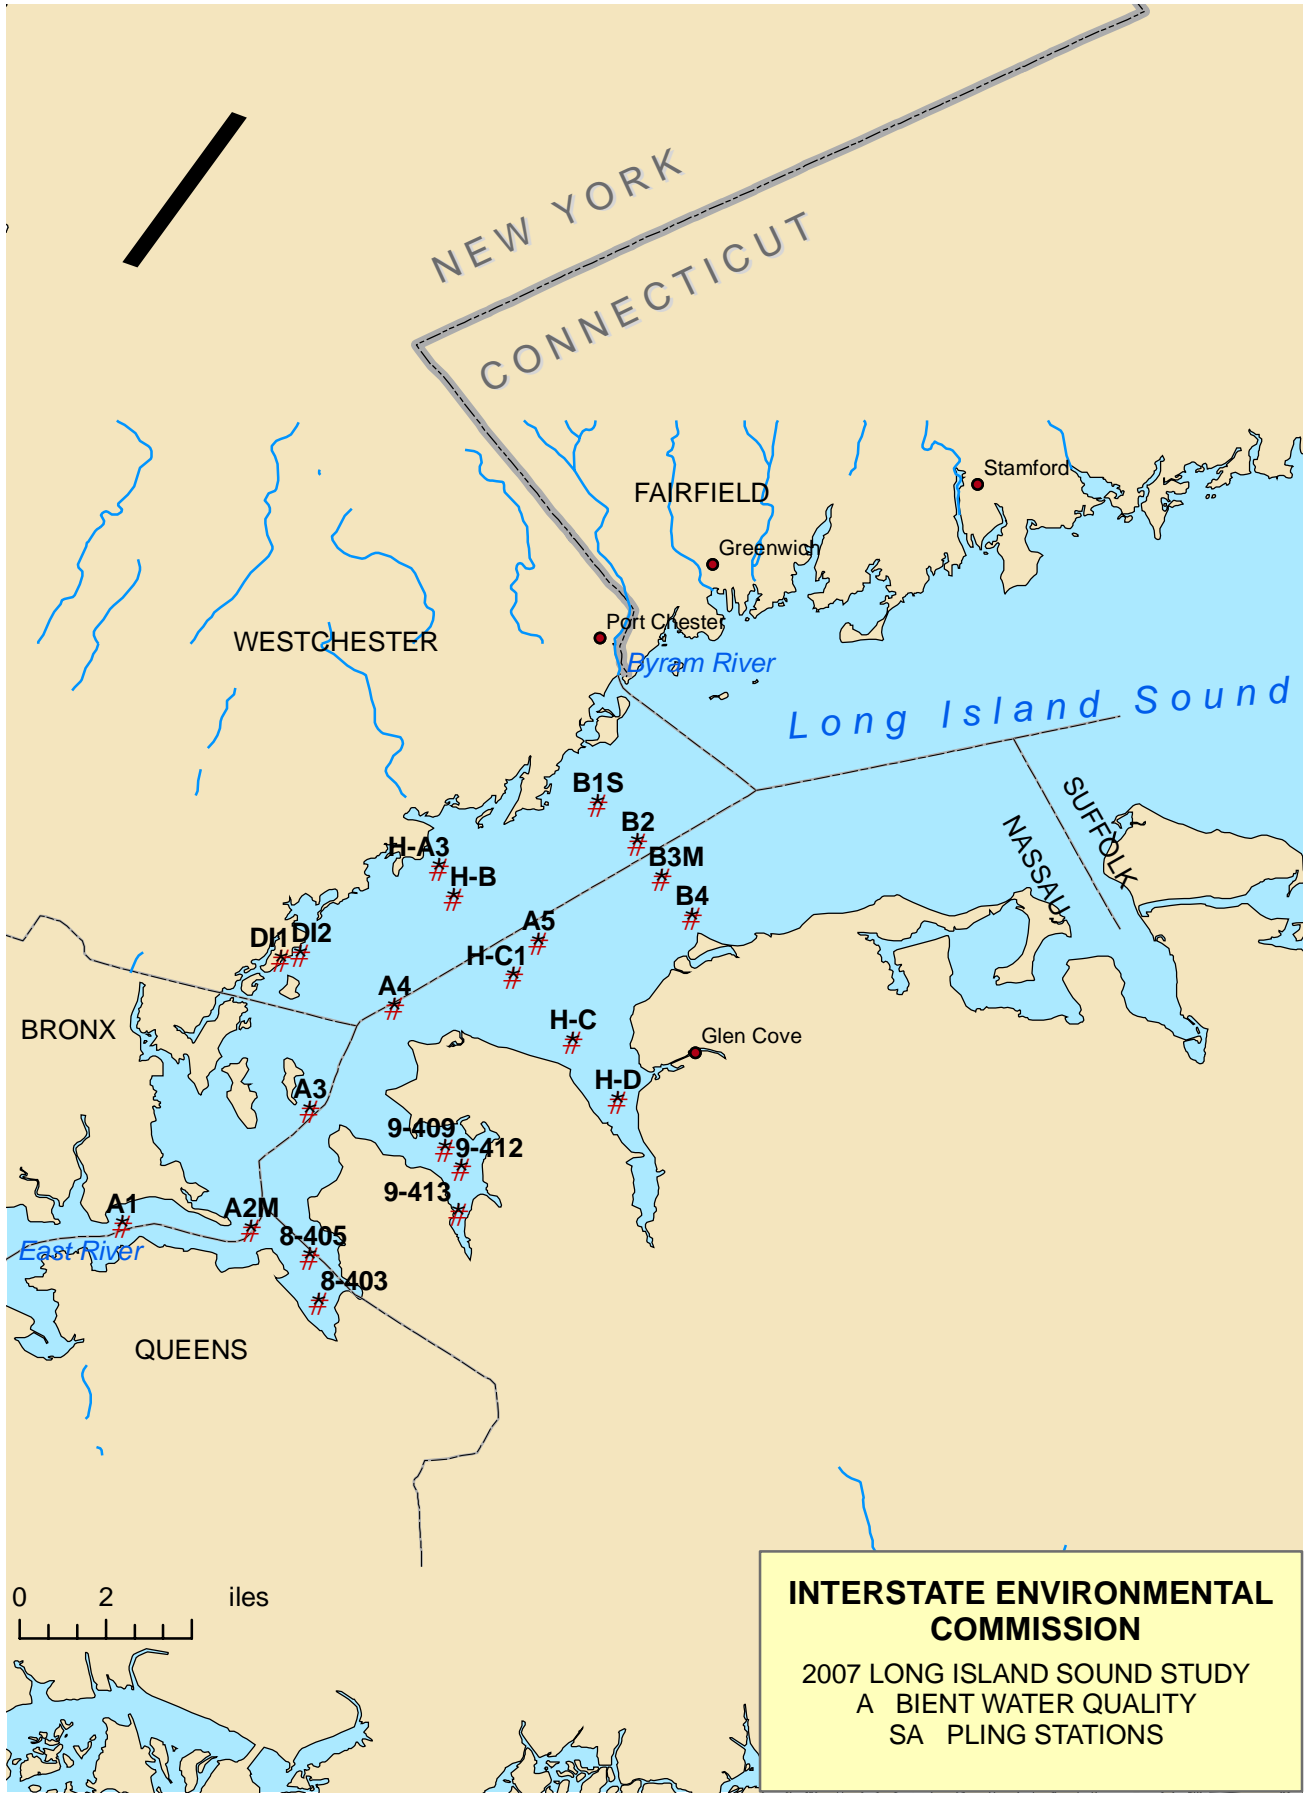 NEW YORK
CONNECTICUT
Stamford
FAIRFIELD
Greenwich
Port Chester
WESTCHESTER
Byram River
Long Island Sound
B1S
SUFFOLK
B2
NASSAU
H-A3
B3M
H-B
B4
A5
DI1
DI2
H-C1
A4
BRONX
H-C
Glen Cove
H-D
A3
9-409
9-412
9-413
A1
A2M
8-405
East River
8-403
QUEENS
0 2 iles
INTERSTATE ENVIRONMENTAL
COMMISSION
2007 LONG ISLAND SOUND STUDY
A BIENT WATER QUALITY
SA PLING STATIONS